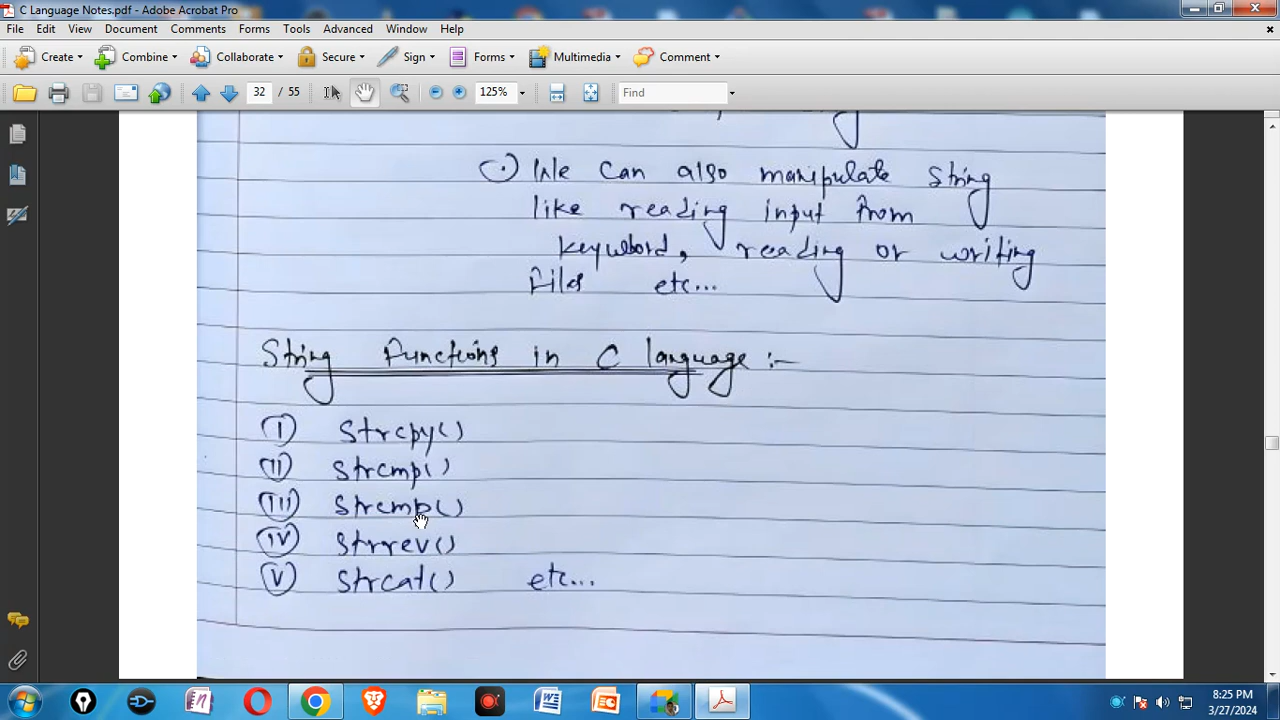 C Language Notes.pdf - Adobe Acrobat Pro
File Edit View Document Comments Forms Tools Advanced Window Help
Create Combine Collaborate Secure Sign Forms Multimedia Comment
32 / 55 125% Find
We can also manipulate string
like reading input from
keyword, reading or writing
files etc...
String Functions in C language :-
I strcpy()
II strcmp()
III strcmp()
IV strrev()
V strcat() etc...
8:25 PM
3/27/2024